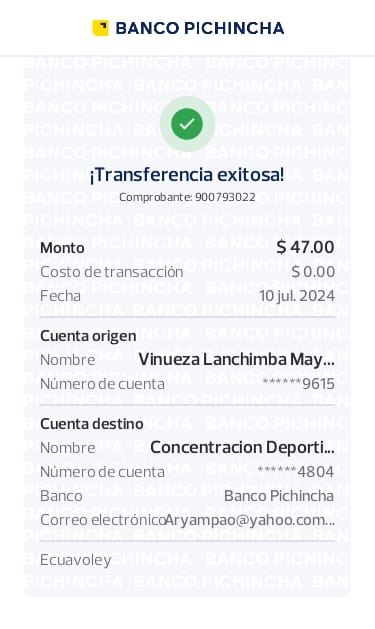 BANCO PICHINCHA
¡Transferencia exitosa!
Comprobante: 900793022
Monto $ 47.00
Costo de transacción $ 0.00
Fecha 10 jul. 2024
Cuenta origen
Nombre Vinueza Lanchimba May...
Número de cuenta ******9615
Cuenta destino
Nombre Concentracion Deporti...
Número de cuenta ******4804
Banco Banco Pichincha
Correo electrónico Aryampao@yahoo.com...
Ecuavoley